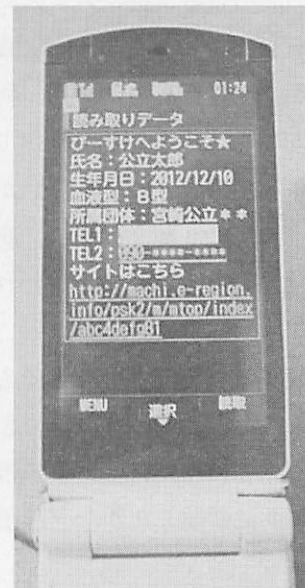 01:24
読み取りデータ
ぴーすけへようこそ★
氏名：公立太郎
生年月日：2012/12/10
血液型：B型
所属団体：宮崎公立＊＊
TEL1：
TEL2：090-****-****
サイトはこちら
http://machi.e-region.
info/psk2/m/mtop/index
/abc4defg81
MENU 選択 読取